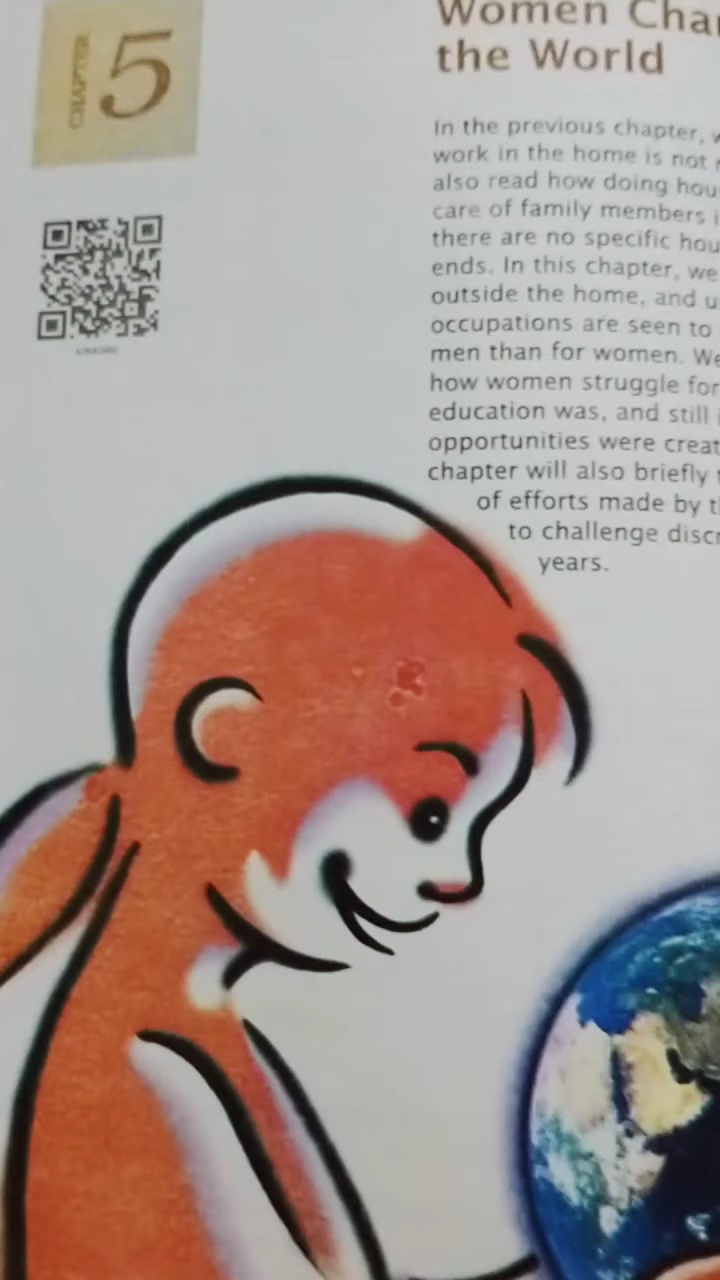 CHAPTER
5
Women Cha
the World
In the previous chapter,
work in the home is not
also read how doing hou
care of family members i
there are no specific hou
ends. In this chapter, we
outside the home, and u
occupations are seen to
men than for women. We
how women struggle for
education was, and still
opportunities were creat
chapter will also briefly
of efforts made by th
to challenge discr
years.